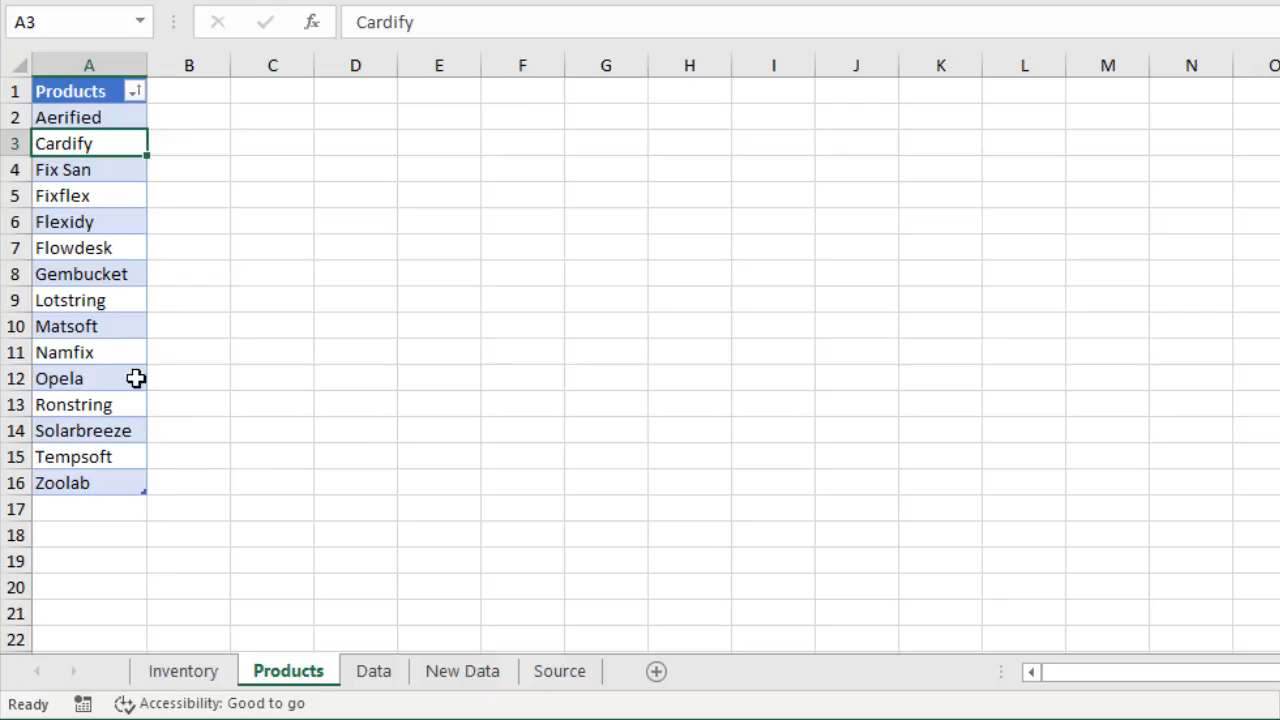 A3 fx Cardify
A B C D E F G H I J K L M N O
1 Products
2 Aerified
3 Cardify
4 Fix San
5 Fixflex
6 Flexidy
7 Flowdesk
8 Gembucket
9 Lotstring
10 Matsoft
11 Namfix
12 Opela
13 Ronstring
14 Solarbreeze
15 Tempsoft
16 Zoolab
17
18
19
20
21
22
Inventory Products Data New Data Source
Ready Accessibility: Good to go